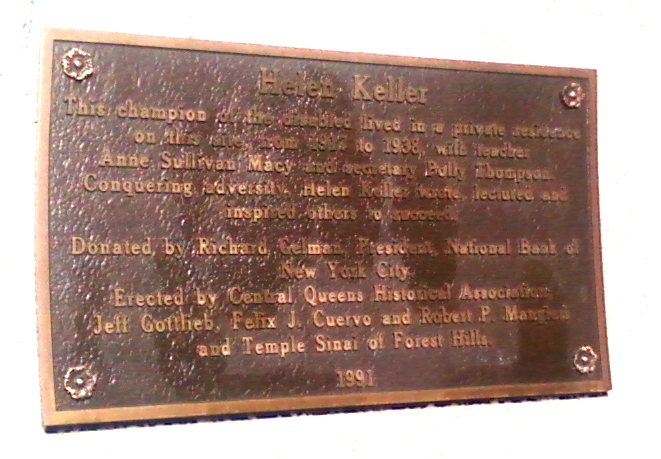 Helen Keller
This champion of the disabled lived in a private residence
on this site, from to 1938, with teacher
Anne Sullivan Macy and secretary Polly Thompson.
Conquering adversity, Helen Keller wrote, lectured and
inspired others to succeed.
Donated by Richard Gelman, President, National Bank of
New York City.
Erected by Central Queens Historical Association;
Jeff Gottlieb, Felix J. Cuervo and Robert P. Mangieri
and Temple Sinai of Forest Hills.
1991